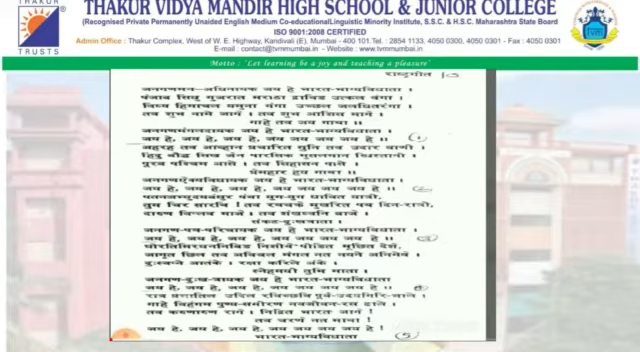 THAKUR
TRUSTS
THAKUR VIDYA MANDIR HIGH SCHOOL & JUNIOR COLLEGE
(Recognised Private Permanently Unaided English Medium Co-educationalLinguistic Minority Institute, S.S.C. & H.S.C. Maharashtra State Board
ISO 9001:2008 CERTIFIED
Admin Office : Thakur Complex, West of W. E. Highway, Kandivali (E), Mumbai - 400 101.Tel. : 2854 1133, 4050 0300, 4050 0301 - Fax : 4050 0301
E-mail : contact@tvmmumbai.in - Website : www.tvmmumbai.in
Motto : 'Let learning be a joy and teaching a pleasure'
राष्ट्रगीत
जनगणमन-अधिनायक जय हे भारत-भाग्यविधाता ।
पंजाब सिंधु गुजरात मराठा द्राविड उत्कल बंगा ।
विंध्य हिमाचल यमुना गंगा उच्छल जलधितरंगा ।
तव शुभ नामे जागे । तव शुभ आशिस मागे ।
गाहे तव जय गाथा ॥
जनगणमंगलदायक जय हे भारत-भाग्यविधाता ।
जय हे, जय हे, जय हे, जय जय जय जय हे ॥
अहरह तव आव्हान प्रचारित सुनि तव उदार वाणी ।
हिंदु बौद्ध सिख जैन पारसिक मुसलमान ख्रिस्तानी ।
पूरब पश्चिम आसे । तव सिंहासन पासे ।
प्रेमहार हय गाथा ॥
जनगणऐक्यविधायक जय हे भारत-भाग्यविधाता ।
जय हे, जय हे, जय हे, जय जय जय जय हे ॥
युग-युग धावित यात्री,
तुम चिर सारथि ! तव रथचक्रे मुखरित पथ दिन-रात्री,
दारुण विप्लव माजे । तव शंखध्वनि बाजे ।
संकट-दुःखत्राता ।
जनगण-पथ-परिचायक जय हे भारत-भाग्यविधाता ।
जय हे, जय हे, जय हे, जय जय जय जय हे ॥
घोरतिमिरघननिबिड निशीथे पीडित मूर्छित देशे,
जागृत छिल तव अविचल मंगल नत नयने अनिमेषे ।
दुःस्वप्ने आतंके । रक्षा करिले अंके ।
स्नेहमयी तुमि माता ।
जनगण-दुःख-त्रायक जय हे भारत-भाग्यविधाता
जय हे, जय हे, जय हे, जय जय जय जय हे ॥
रात्र प्रभातिल उदिल रविच्छवि पूर्व-उदयगिरि-भाले ।
गाहे विहंगम पुण्य-समीरण नवजीवन-रस ढाले ।
तव करुणारुण रागे । निद्रित भारत जागे !
तव चरणे नत माथा !
जय हे, जय हे, जय हे, जय जय जय जय हे !
भारत-भाग्यविधाता